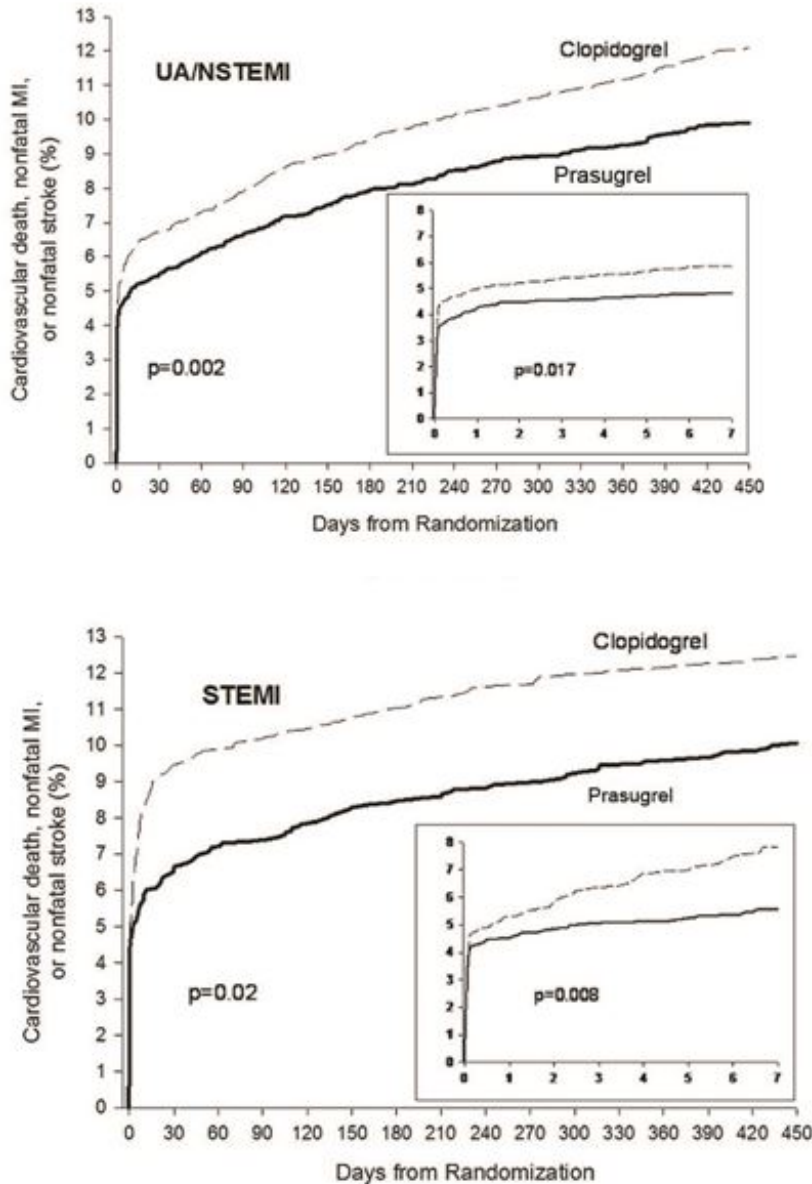 UA/NSTEMI
Clopidogrel
Prasugrel
Cardiovascular death, nonfatal MI,
or nonfatal stroke (%)
13
12
11
10
9
8
7
6
5
4
3
2
1
0
p=0.002
8
7
6
5
4
3
2
1
0
p=0.017
0 1 2 3 4 5 6 7
0 30 60 90 120 150 180 210 240 270 300 330 360 390 420 450
Days from Randomization
STEMI
Clopidogrel
Prasugrel
Cardiovascular death, nonfatal MI,
or nonfatal stroke (%)
13
12
11
10
9
8
7
6
5
4
3
2
1
0
p=0.02
8
7
6
5
4
3
2
1
0
p=0.008
0 1 2 3 4 5 6 7
0 30 60 90 120 150 180 210 240 270 300 330 360 390 420 450
Days from Randomization